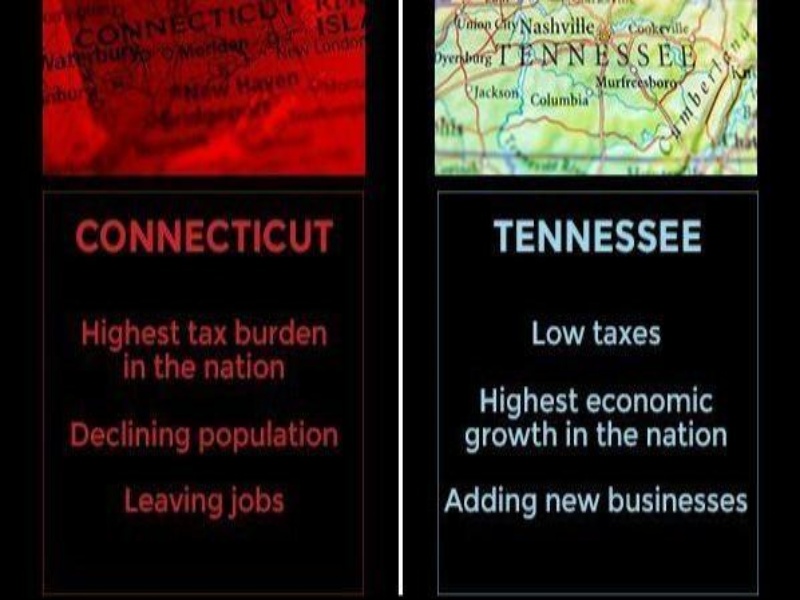 CONNECTICUT
ISLA
Waterbury
Meriden
New London
New Haven
Bridgeport
Union City
Nashville
Cookeville
Dyersburg
TENNESSEE
Murfreesboro
Jackson
Columbia
Cumberland
CONNECTICUT
Highest tax burden
in the nation
Declining population
Leaving jobs
TENNESSEE
Low taxes
Highest economic
growth in the nation
Adding new businesses